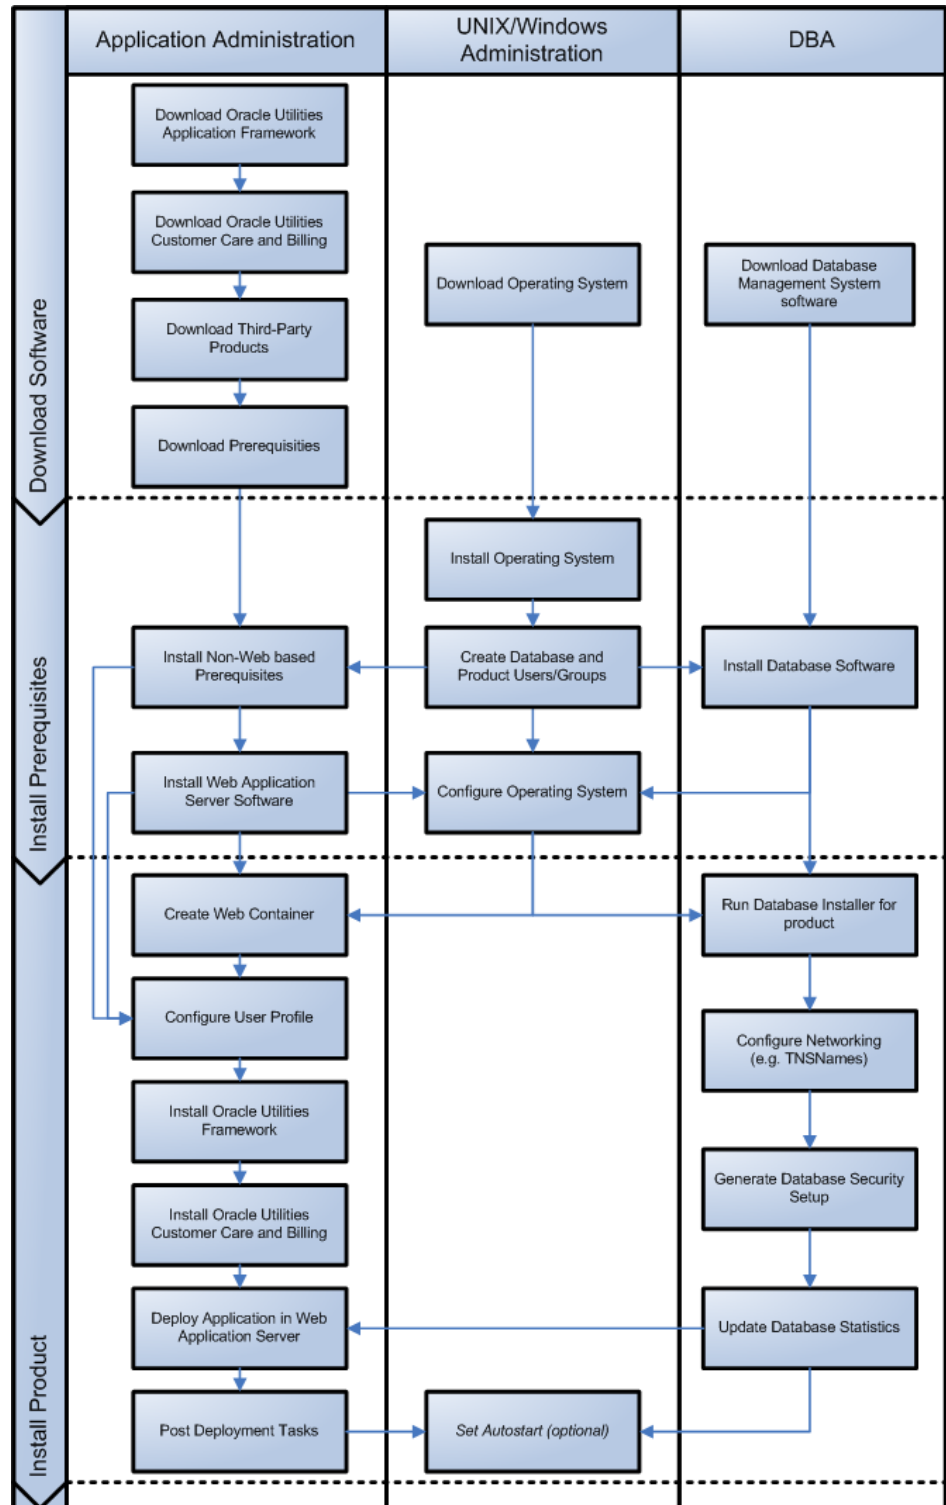 Application Administration
UNIX/Windows
Administration
DBA
Download Software
Download Oracle Utilities
Application Framework
Download Oracle Utilities
Customer Care and Billing
Download Operating System
Download Database
Management System
software
Download Third-Party
Products
Download Prerequisities
Install Prerequisites
Install Operating System
Install Non-Web based
Prerequisites
Create Database and
Product Users/Groups
Install Database Software
Install Web Application
Server Software
Configure Operating System
Install Product
Create Web Container
Run Database Installer for
product
Configure User Profile
Configure Networking
(e.g. TNSNames)
Install Oracle Utilities
Framework
Generate Database Security
Setup
Install Oracle Utilities
Customer Care and Billing
Deploy Application in Web
Application Server
Update Database Statistics
Post Deployment Tasks
Set Autostart (optional)